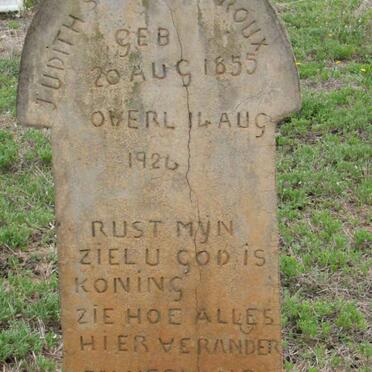 JUDITH S ROUX
GEB
20 AUG 1855
OVERL 14 AUG
1926
RUST MYN
ZIEL U GOD IS
KONING
ZIE HOE ALLES
HIER VERANDER